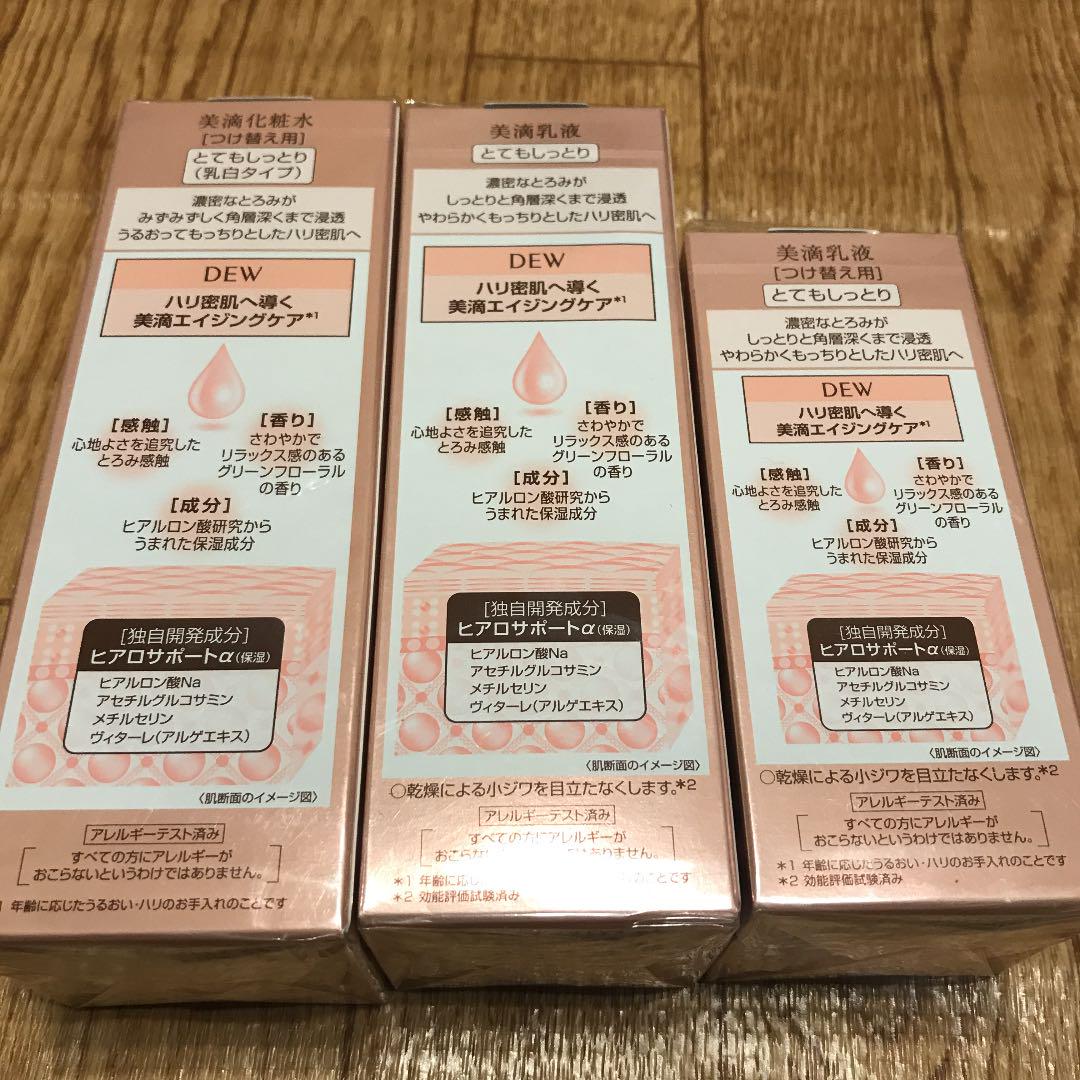 美滴化粧水
[つけ替え用]
とてもしっとり
(乳白タイプ)
濃密なとろみが
みずみずしく角層深くまで浸透
うるおってもっちりとしたハリ密肌へ
DEW
ハリ密肌へ導く
美滴エイジングケア*1
[感触]
心地よさを追究した
とろみ感触
[香り]
さわやかで
リラックス感のある
グリーンフローラル
の香り
[成分]
ヒアルロン酸研究から
うまれた保湿成分
[独自開発成分]
ヒアロサポートα(保湿)
ヒアルロン酸Na
アセチルグルコサミン
メチルセリン
ヴィターレ(アルゲエキス)
〈肌断面のイメージ図〉
アレルギーテスト済み
すべての方にアレルギーが
おこらないというわけではありません。
1 年齢に応じたうるおい・ハリのお手入れのことです
美滴乳液
とてもしっとり
濃密なとろみが
しっとりと角層深くまで浸透
やわらかくもっちりとしたハリ密肌へ
DEW
ハリ密肌へ導く
美滴エイジングケア*1
[感触]
心地よさを追究した
とろみ感触
[香り]
さわやかで
リラックス感のある
グリーンフローラル
の香り
[成分]
ヒアルロン酸研究から
うまれた保湿成分
[独自開発成分]
ヒアロサポートα(保湿)
ヒアルロン酸Na
アセチルグルコサミン
メチルセリン
ヴィターレ(アルゲエキス)
〈肌断面のイメージ図〉
○乾燥による小ジワを目立たなくします。*2
アレルギーテスト済み
すべての方にアレルギーが
おこらな ありません。
*1 年齢に応じ のことです
*2 効能評価試験済み
美滴乳液
[つけ替え用]
とてもしっとり
濃密なとろみが
しっとりと角層深くまで浸透
やわらかくもっちりとしたハリ密肌へ
DEW
ハリ密肌へ導く
美滴エイジングケア*1
[感触]
心地よさを追究した
とろみ感触
[香り]
さわやかで
リラックス感のある
グリーンフローラル
の香り
[成分]
ヒアルロン酸研究から
うまれた保湿成分
[独自開発成分]
ヒアロサポートα(保湿)
ヒアルロン酸Na
アセチルグルコサミン
メチルセリン
ヴィターレ(アルゲエキス)
〈肌断面のイメージ図〉
○乾燥による小ジワを目立たなくします。*2
アレルギーテスト済み
すべての方にアレルギーが
おこらないというわけではありません。
*1 年齢に応じたうるおい・ハリのお手入れのことです
*2 効能評価試験済み